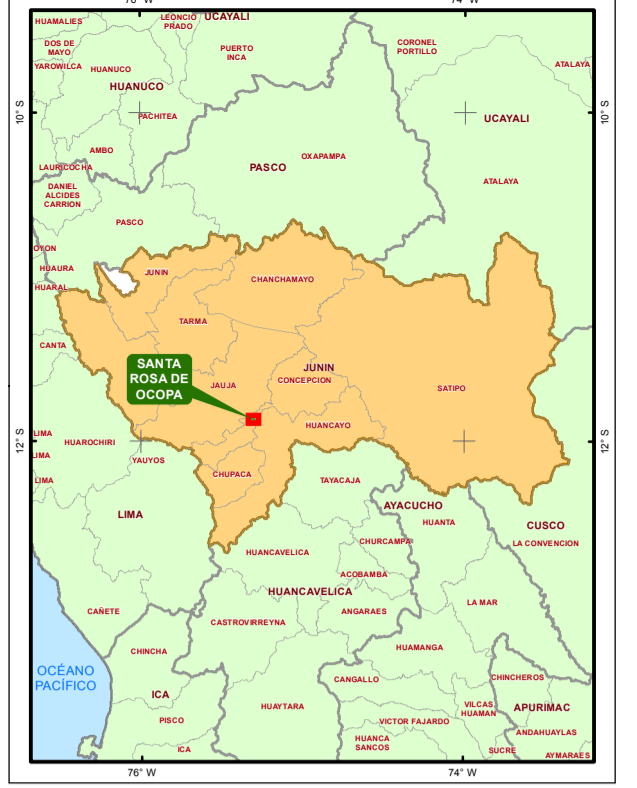 76° W
74° W
HUAMALIES
LEONCIO
PRADO
UCAYALI
DOS DE
MAYO
PUERTO
INCA
CORONEL
PORTILLO
YAROWILCA
HUANUCO
ATALAYA
HUANUCO
10° S
10° S
PACHITEA
UCAYALI
AMBO
OXAPAMPA
LAURICOCHA
PASCO
ATALAYA
DANIEL
ALCIDES
CARRION
PASCO
OYON
HUAURA
JUNIN
CHANCHAMAYO
HUARAL
TARMA
CANTA
SANTA
ROSA DE
OCOPA
JUNIN
CONCEPCION
JAUJA
SATIPO
HUANCAYO
LIMA
HUAROCHIRI
12° S
12° S
LIMA
YAUYOS
CHUPACA
LIMA
TAYACAJA
AYACUCHO
LIMA
HUANTA
CUSCO
CHURCAMPA
LA CONVENCION
HUANCAVELICA
ACOBAMBA
HUANCAVELICA
LA MAR
CAÑETE
ANGARAES
CASTROVIRREYNA
HUAMANGA
CHINCHA
OCÉANO
PACÍFICO
CANGALLO
CHINCHEROS
ICA
HUAYTARA
VILCAS
HUAMAN
APURIMAC
PISCO
VICTOR FAJARDO
ANDAHUAYLAS
HUANCA
SANCOS
ICA
SUCRE
AYMARAES
76° W
74° W